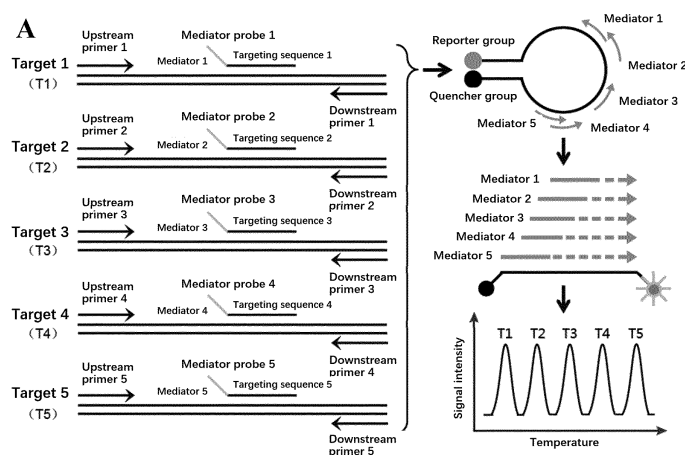 A
Upstream
primer 1
Mediator probe 1
Target 1
(T1)
Mediator 1
Targeting sequence 1
Downstream
primer 1
Upstream
primer 2
Mediator probe 2
Target 2
(T2)
Mediator 2
Targeting sequence 2
Downstream
primer 2
Upstream
primer 3
Mediator probe 3
Target 3
(T3)
Mediator 3
Targeting sequence 3
Downstream
primer 3
Upstream
primer 4
Mediator probe 4
Target 4
(T4)
Mediator 4
Targeting sequence 4
Downstream
primer 4
Upstream
primer 5
Mediator probe 5
Target 5
(T5)
Mediator 5
Targeting sequence 5
Downstream
primer 5
Reporter group
Quencher group
Mediator 1
Mediator 2
Mediator 3
Mediator 4
Mediator 5
Mediator 1
Mediator 2
Mediator 3
Mediator 4
Mediator 5
T1 T2 T3 T4 T5
Signal intensity
Temperature